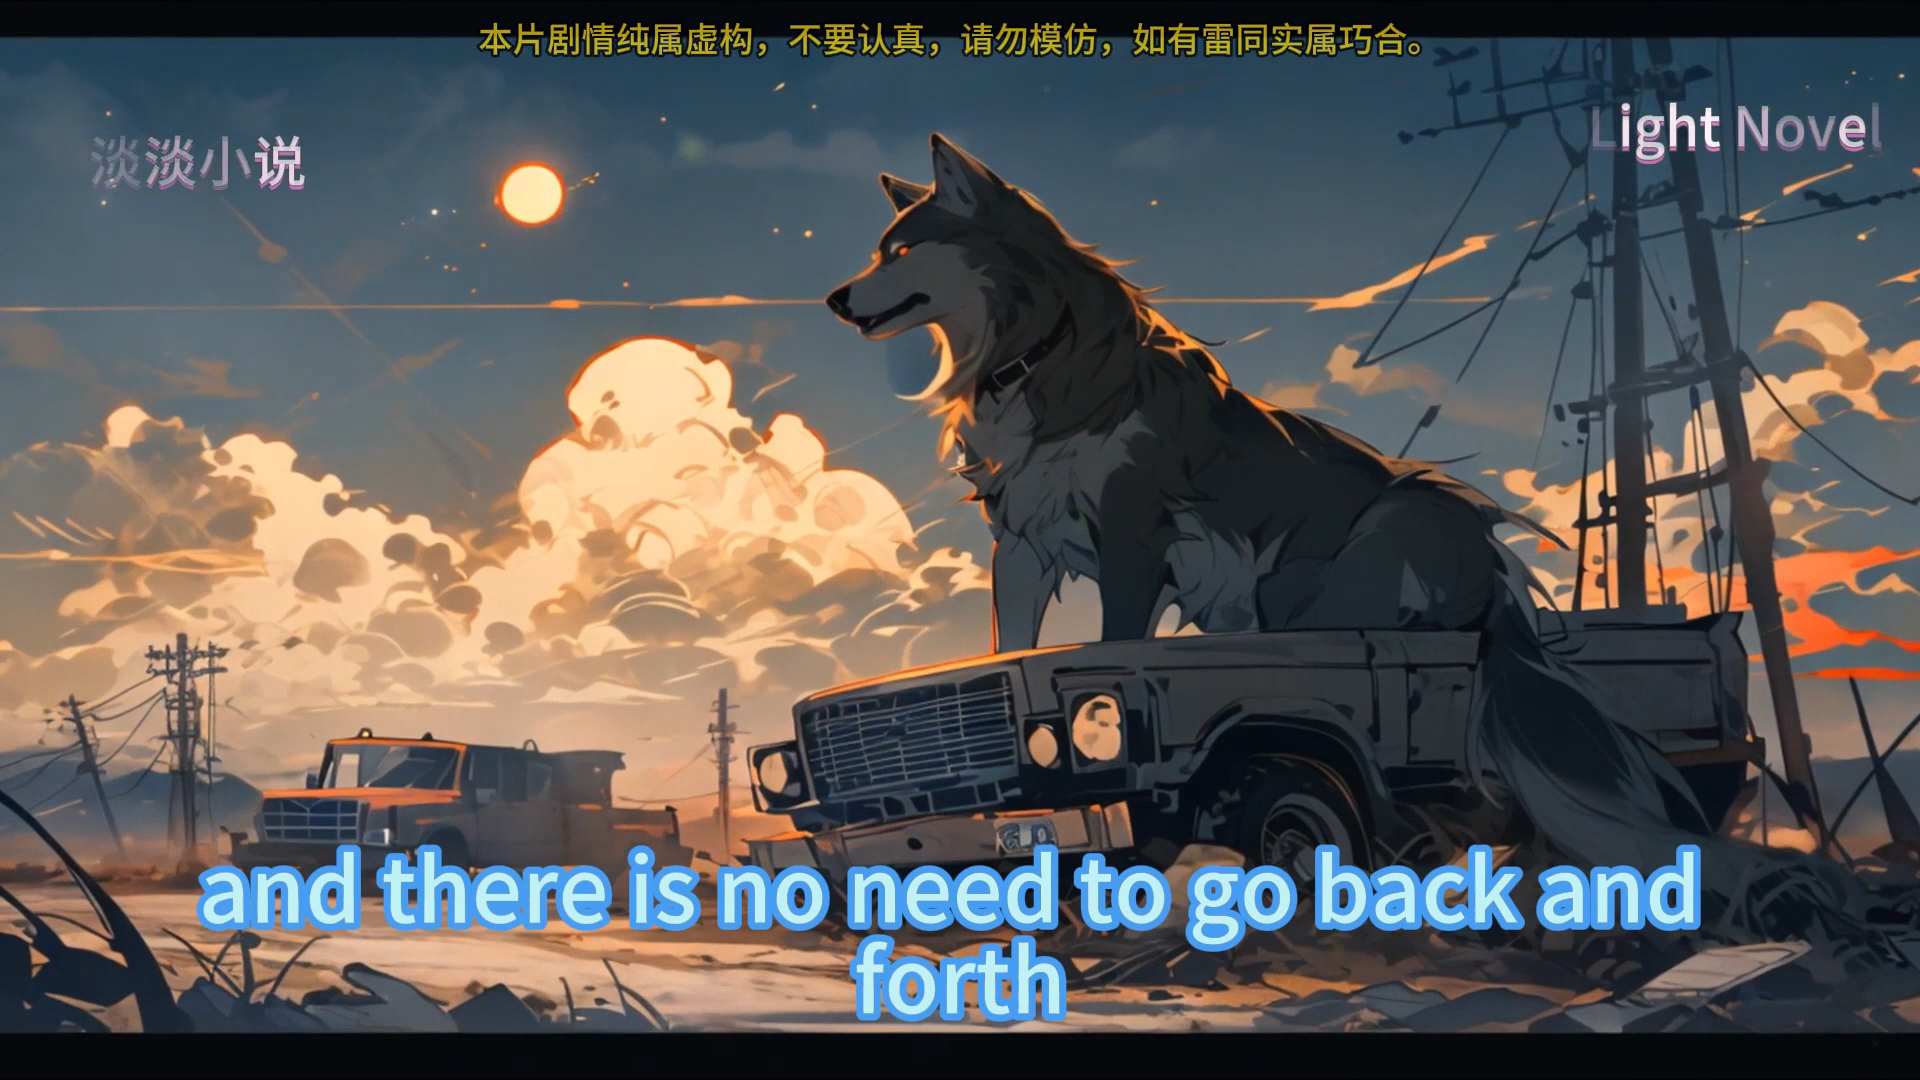 本片剧情纯属虚构，不要认真，请勿模仿，如有雷同实属巧合。
淡淡小说
Light Novel
and there is no need to go back and
forth